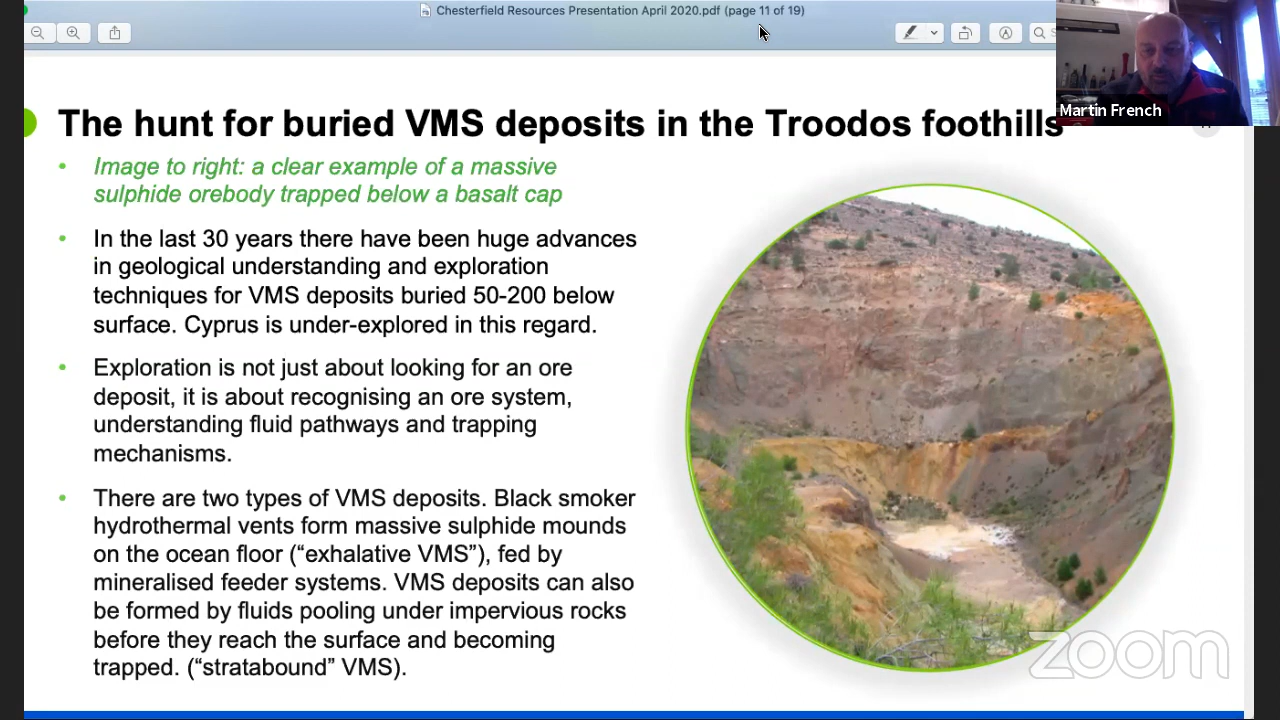 Chesterfield Resources Presentation April 2020.pdf (page 11 of 19)
Martin French
The hunt for buried VMS deposits in the Troodos foothills
• Image to right: a clear example of a massive
sulphide orebody trapped below a basalt cap
• In the last 30 years there have been huge advances
in geological understanding and exploration
techniques for VMS deposits buried 50-200 below
surface. Cyprus is under-explored in this regard.
• Exploration is not just about looking for an ore
deposit, it is about recognising an ore system,
understanding fluid pathways and trapping
mechanisms.
• There are two types of VMS deposits. Black smoker
hydrothermal vents form massive sulphide mounds
on the ocean floor (“exhalative VMS”), fed by
mineralised feeder systems. VMS deposits can also
be formed by fluids pooling under impervious rocks
before they reach the surface and becoming
trapped. (“stratabound” VMS).
zoom